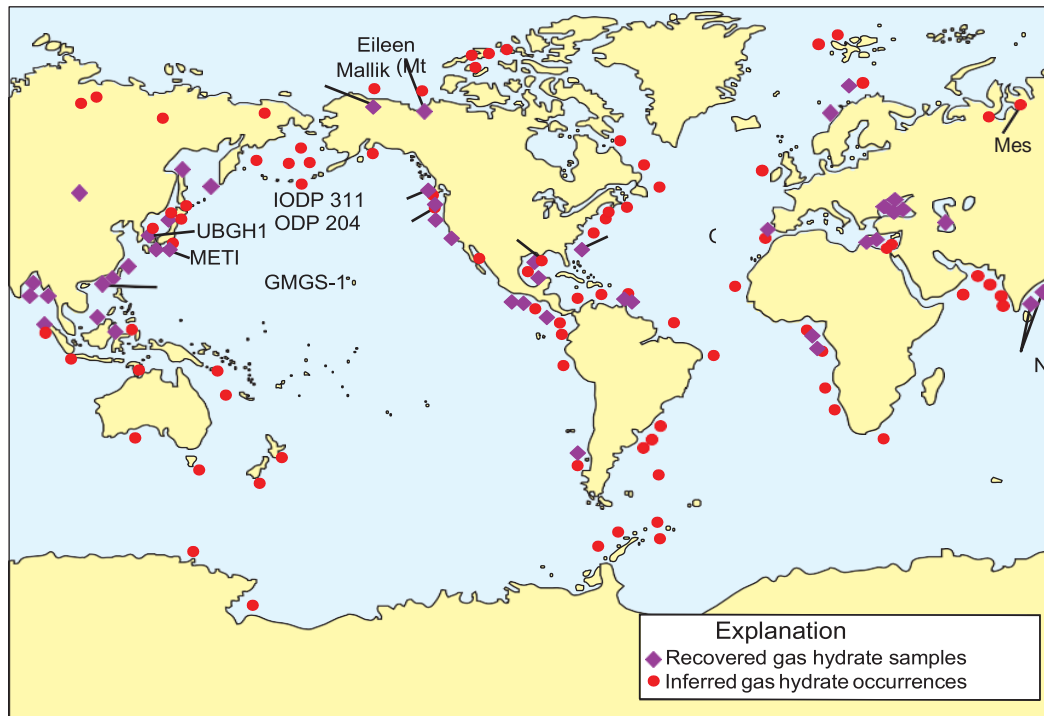 Eileen
Mallik (Mt
Mes
IODP 311
ODP 204
UBGH1
METI
GMGS-1
N
Explanation
Recovered gas hydrate samples
Inferred gas hydrate occurrences